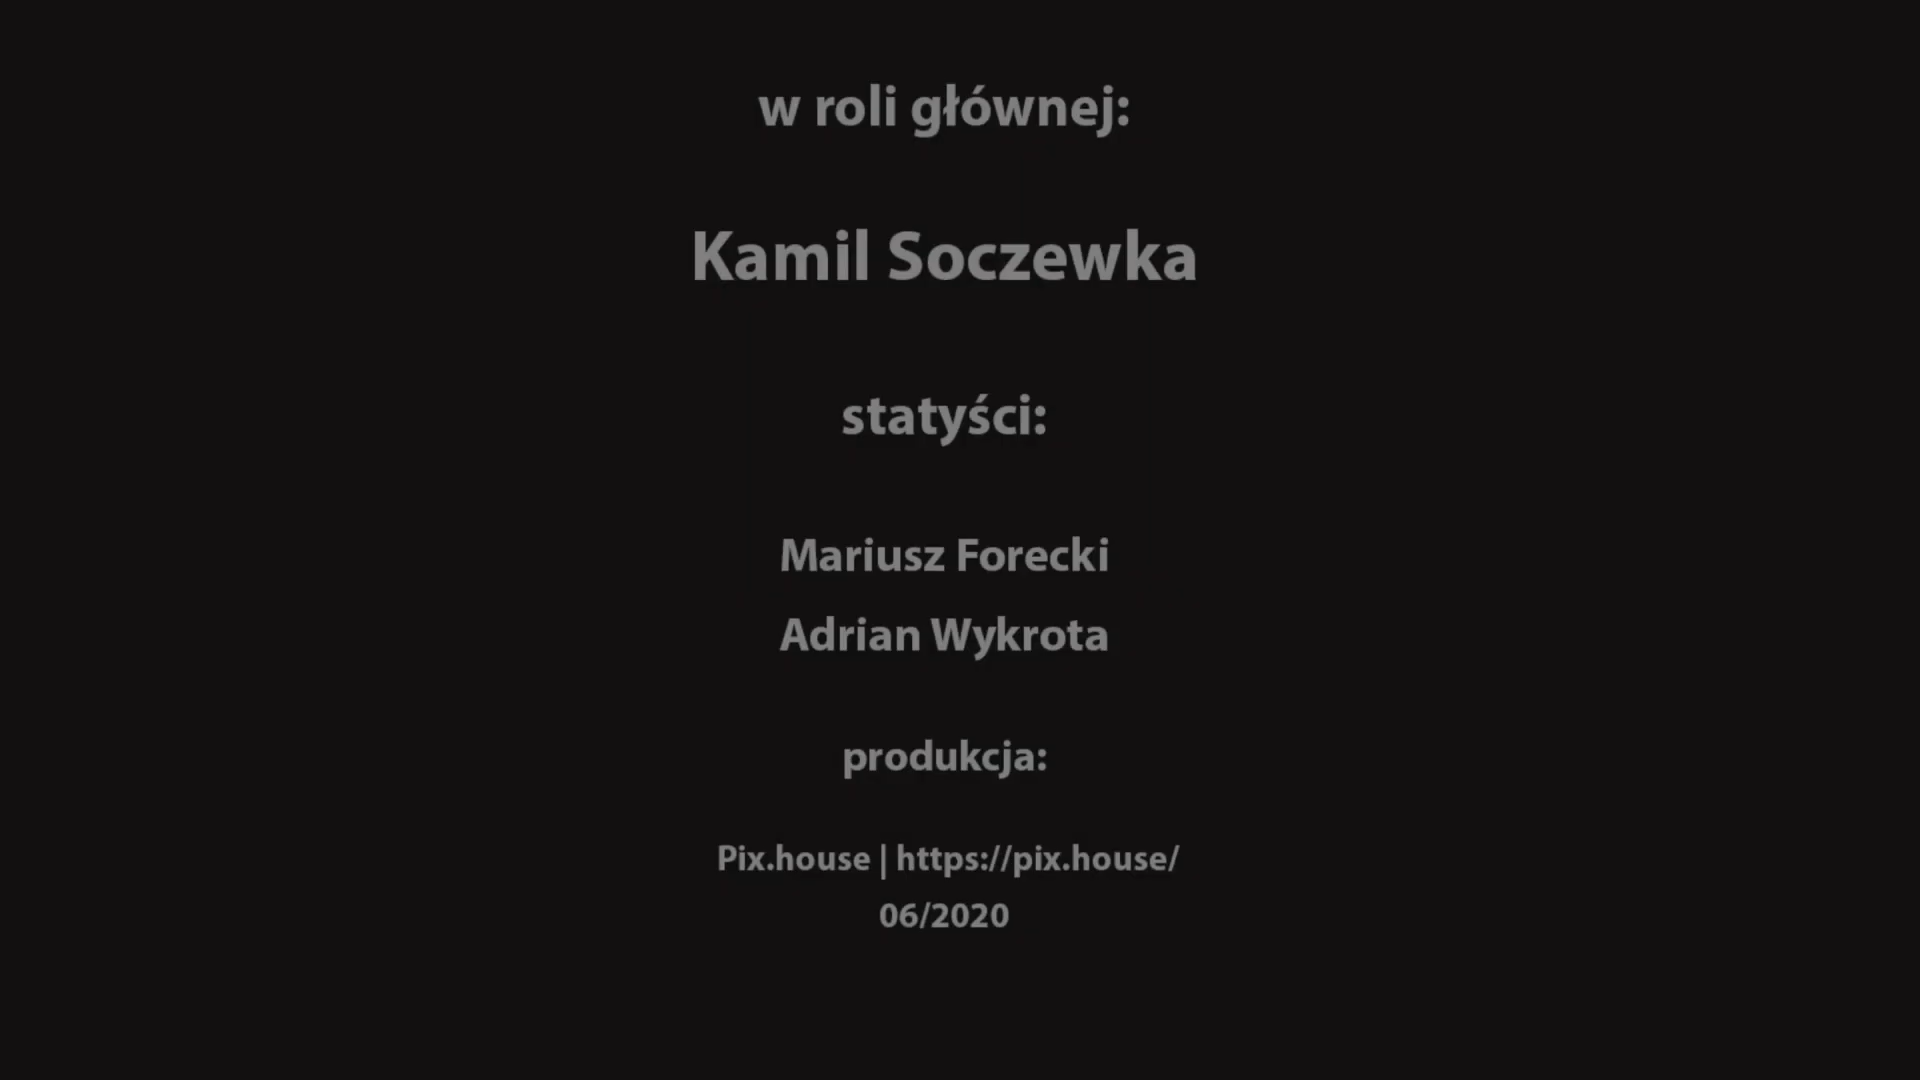 w roli głównej:
Kamil Soczewka
statyści:
Mariusz Forecki
Adrian Wykrota
produkcja:
Pix.house | https://pix.house/
06/2020